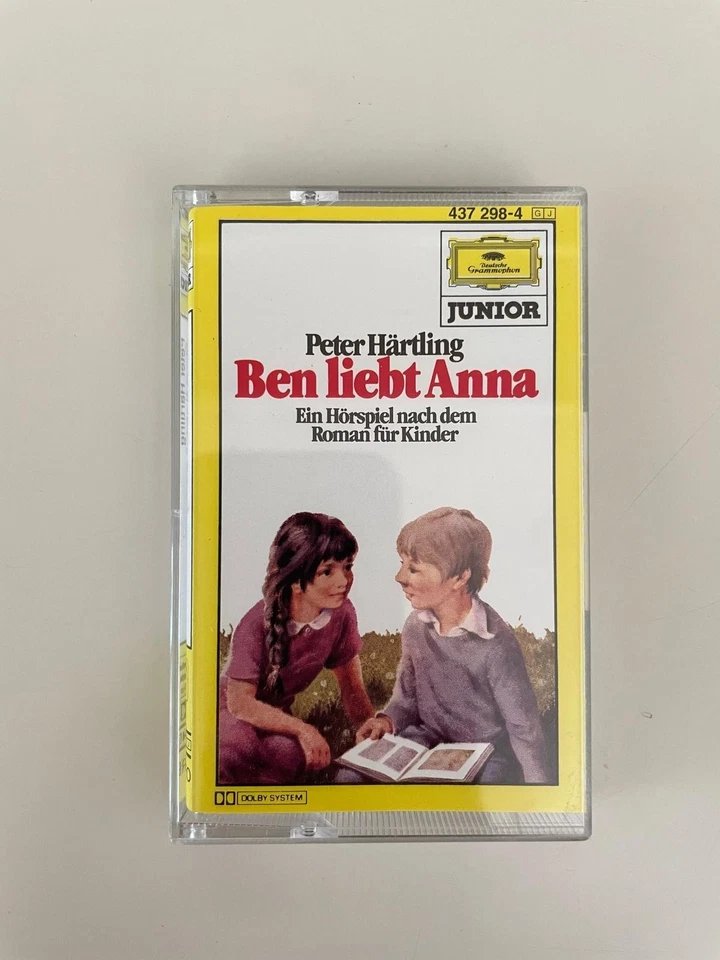 437 298-4 GJ
Deutsche
Grammophon
JUNIOR
Peter Härtling
Ben liebt Anna
Ein Hörspiel nach dem
Roman für Kinder
DOLBY SYSTEM